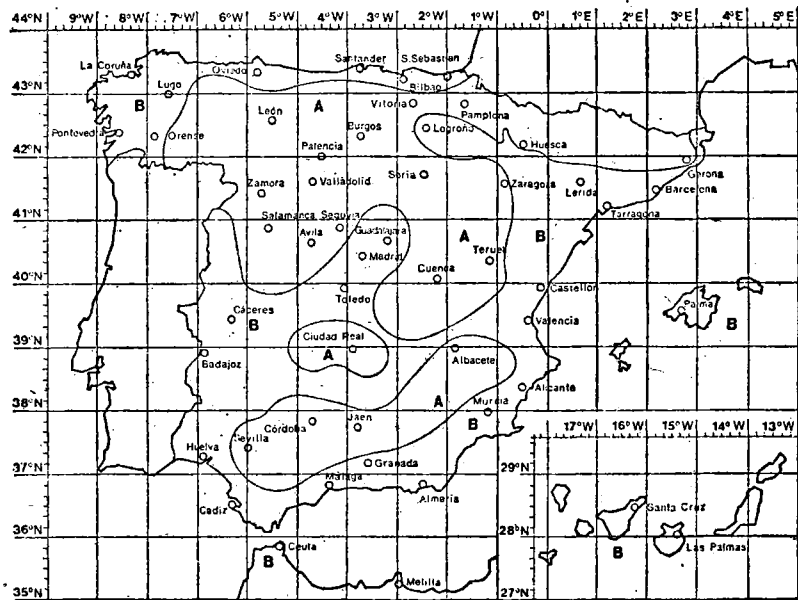 9°W 8°W 7°W 6°W 5°W 4°W 3°W 2°W 1°W 0° 1°E 2°E 3°E 4°E 5°E
44°N
La Coruña Oviedo Santander S.Sebastian
43°N
Bilbao
Lugo
B A Vitoria Pamplona
León
Pontevedra Orense Burgos Logroño Huesca
Palencia
42°N
Gerona
Zamora Valladolid Soria Zaragoza Lerida Barcelona
41°N
Tarragona
Salamanca Segovia
Avila Guadalajara A B
Madrid Teruel
Cuenca
40°N
Toledo Castellon
Palma
Cáceres B Valencia B
39°N
Ciudad Real
A Albacete
Badajoz
Alicante
38°N
A Murcia
Córdoba Jaen B
Sevilla
17°W 16°W 15°W 14°W 13°W
Huelva Granada
37°N 29°N
Málaga
Almería
Cadiz Santa Cruz
36°N 28°N
Ceuta Las Palmas
B B
Melilla
35°N 27°N